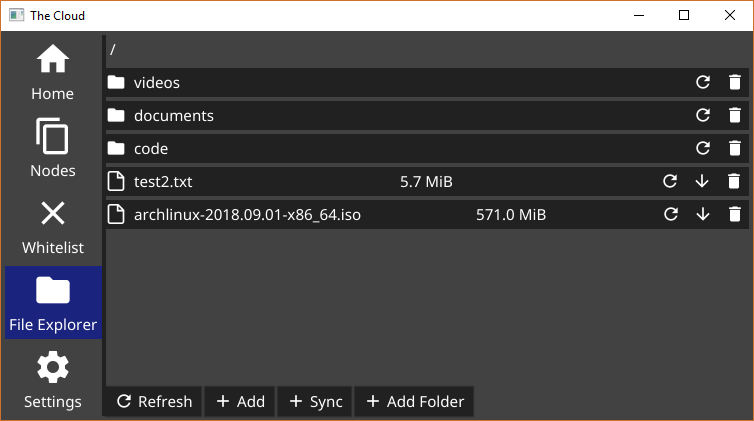 The Cloud
/
Home
Nodes
Whitelist
File Explorer
Settings
videos
documents
code
test2.txt 5.7 MiB
archlinux-2018.09.01-x86_64.iso 571.0 MiB
Refresh Add Sync Add Folder